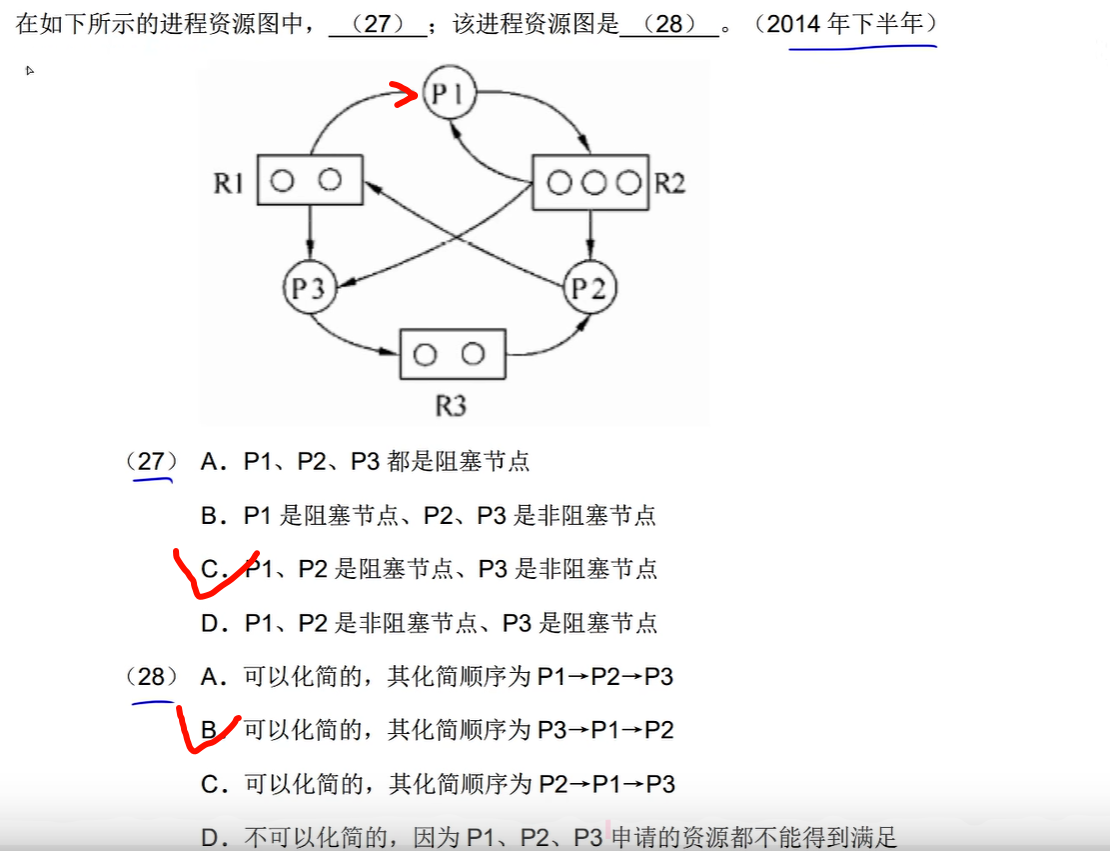 在如下所示的进程资源图中，（27）；该进程资源图是（28）。（2014 年下半年）
P1
R1
R2
P3
P2
R3
（27） A．P1、P2、P3 都是阻塞节点
B．P1 是阻塞节点、P2、P3 是非阻塞节点
C．P1、P2 是阻塞节点、P3 是非阻塞节点
D．P1、P2 是非阻塞节点、P3 是阻塞节点
（28） A．可以化简的，其化简顺序为 P1→P2→P3
B．可以化简的，其化简顺序为 P3→P1→P2
C．可以化简的，其化简顺序为 P2→P1→P3
D．不可以化简的，因为 P1、P2、P3 申请的资源都不能得到满足